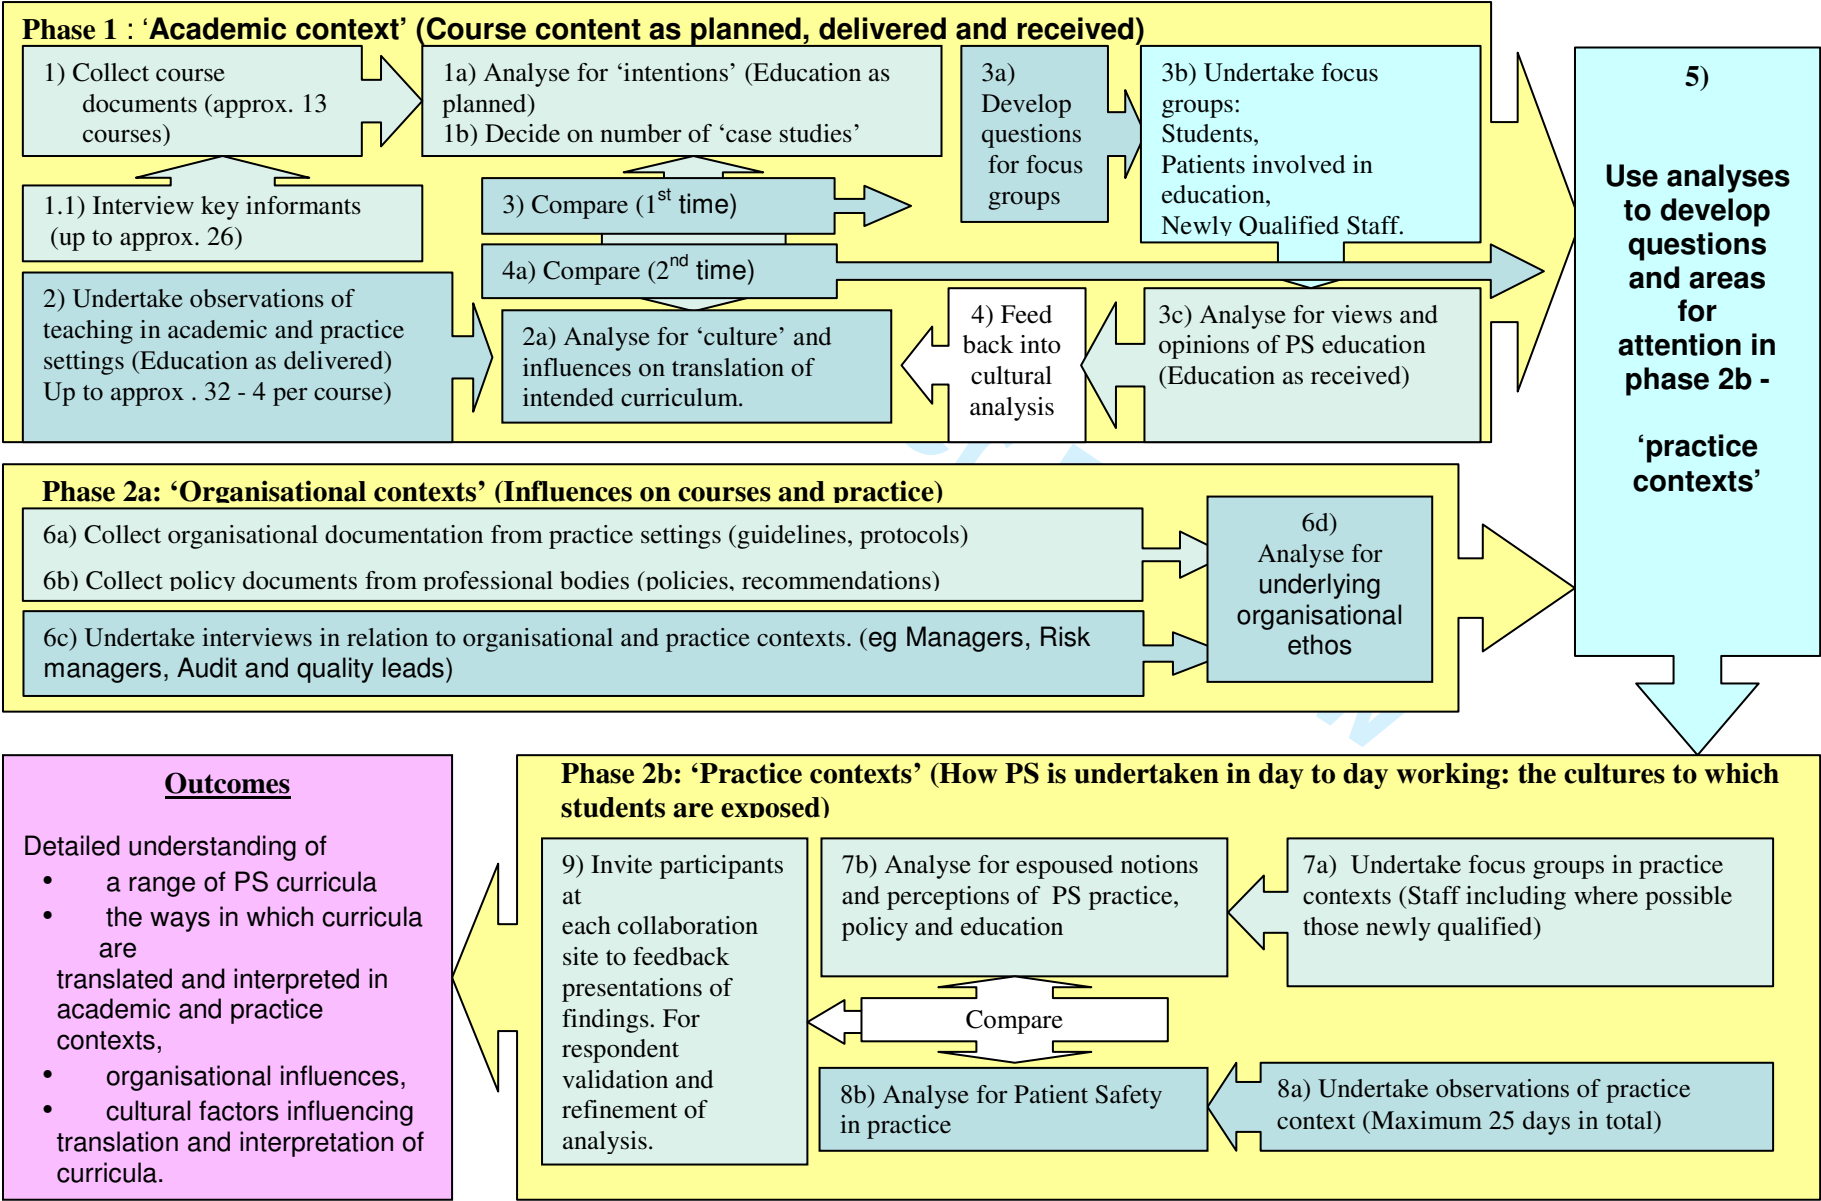 Phase 1 : ‘Academic context’ (Course content as planned, delivered and received)
1) Collect course
documents (approx. 13
courses)
1a) Analyse for ‘intentions’ (Education as
planned)
1b) Decide on number of ‘case studies’
3a)
Develop
questions
for focus
groups
3b) Undertake focus
groups:
Students,
Patients involved in
education,
Newly Qualified Staff.
1.1) Interview key informants
(up to approx. 26)
3) Compare (1st time)
4a) Compare (2nd time)
2) Undertake observations of
teaching in academic and practice
settings (Education as delivered)
Up to approx . 32 - 4 per course)
2a) Analyse for ‘culture’ and
influences on translation of
intended curriculum.
4) Feed
back into
cultural
analysis
3c) Analyse for views and
opinions of PS education
(Education as received)
5)
Use analyses
to develop
questions
and areas
for
attention in
phase 2b -
‘practice
contexts’
Phase 2a: ‘Organisational contexts’ (Influences on courses and practice)
6a) Collect organisational documentation from practice settings (guidelines, protocols)
6b) Collect policy documents from professional bodies (policies, recommendations)
6c) Undertake interviews in relation to organisational and practice contexts. (eg Managers, Risk
managers, Audit and quality leads)
6d)
Analyse for
underlying
organisational
ethos
Outcomes
Detailed understanding of
• a range of PS curricula
• the ways in which curricula
are
translated and interpreted in
academic and practice
contexts,
• organisational influences,
• cultural factors influencing
translation and interpretation of
curricula.
Phase 2b: ‘Practice contexts’ (How PS is undertaken in day to day working: the cultures to which
students are exposed)
9) Invite participants
at
each collaboration
site to feedback
presentations of
findings. For
respondent
validation and
refinement of
analysis.
7b) Analyse for espoused notions
and perceptions of PS practice,
policy and education
7a) Undertake focus groups in practice
contexts (Staff including where possible
those newly qualified)
Compare
8b) Analyse for Patient Safety
in practice
8a) Undertake observations of practice
context (Maximum 25 days in total)